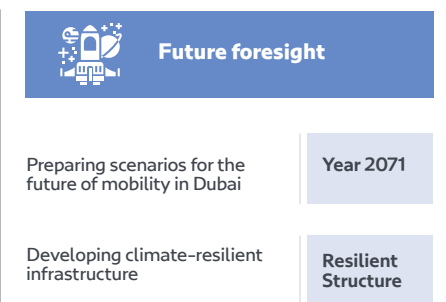 Future foresight
Preparing scenarios for the
future of mobility in Dubai
Year 2071
Developing climate-resilient
infrastructure
Resilient
Structure